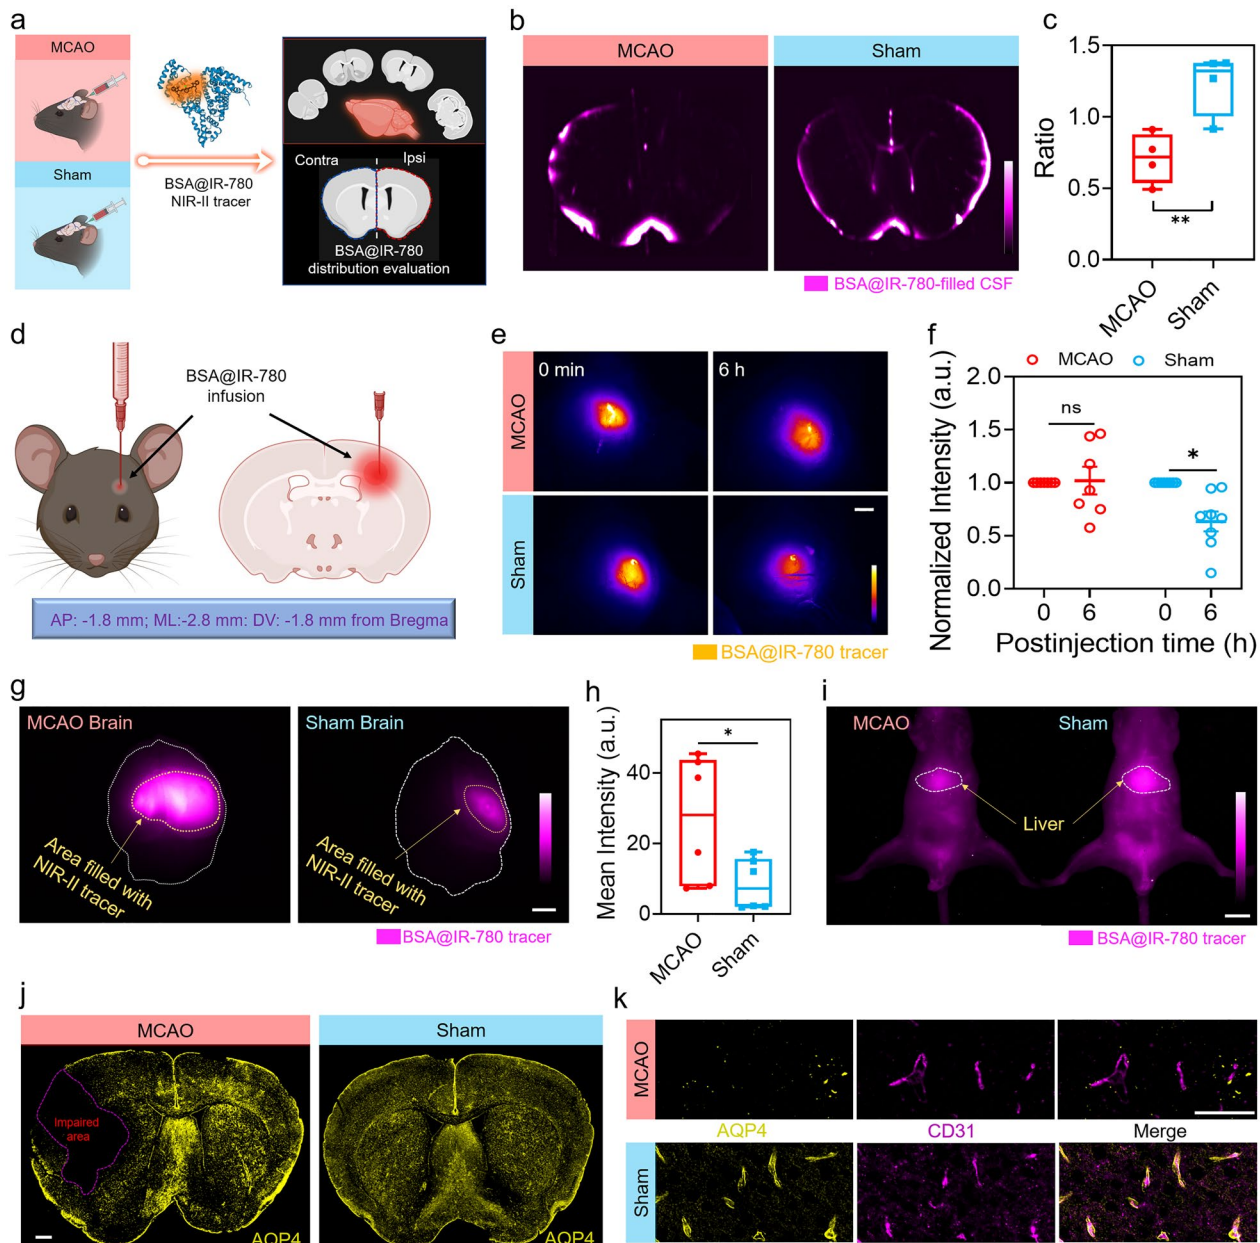 a
MCAO
Sham
BSA@IR-780
NIR-II tracer
Contra
Ipsi
BSA@IR-780
distribution evaluation
b
MCAO
Sham
BSA@IR-780-filled CSF
c
Ratio
1.5
1.0
0.5
0.0
**
MCAO
Sham
d
BSA@IR-780
infusion
AP: -1.8 mm; ML:-2.8 mm: DV: -1.8 mm from Bregma
e
MCAO
Sham
0 min
6 h
BSA@IR-780 tracer
f
MCAO
Sham
Normalized Intensity (a.u.)
2.0
1.5
1.0
0.5
0.0
ns
*
0
6
0
6
Postinjection time (h)
g
MCAO Brain
Area filled with
NIR-II tracer
Sham Brain
Area filled with
NIR-II tracer
BSA@IR-780 tracer
h
Mean Intensity (a.u.)
40
20
0
*
MCAO
Sham
i
MCAO
Sham
Liver
BSA@IR-780 tracer
j
MCAO
Sham
Impaired
area
AQP4
AQP4
k
MCAO
AQP4
CD31
Merge
Sham